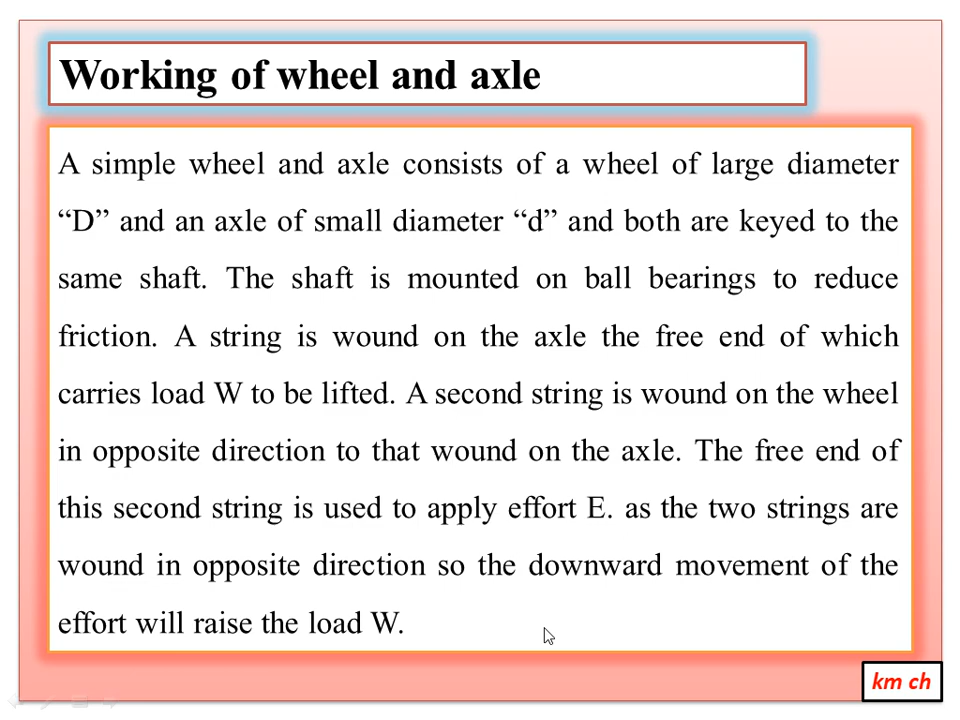 Working of wheel and axle
A simple wheel and axle consists of a wheel of large diameter
“D” and an axle of small diameter “d” and both are keyed to the
same shaft. The shaft is mounted on ball bearings to reduce
friction. A string is wound on the axle the free end of which
carries load W to be lifted. A second string is wound on the wheel
in opposite direction to that wound on the axle. The free end of
this second string is used to apply effort E. as the two strings are
wound in opposite direction so the downward movement of the
effort will raise the load W.
km ch